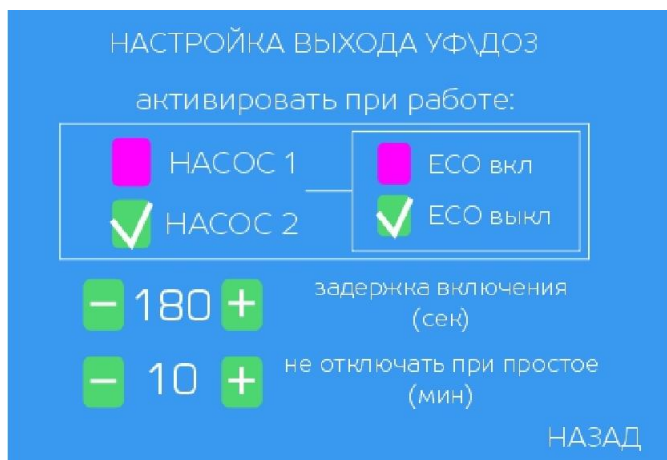 НАСТРОЙКА ВЫХОДА УФ\ДОЗ
активировать при работе:
НАСОС 1
ECO вкл
НАСОС 2
ECO выкл
– 180 +
задержка включения
(сек)
– 10 +
не отключать при простое
(мин)
НАЗАД